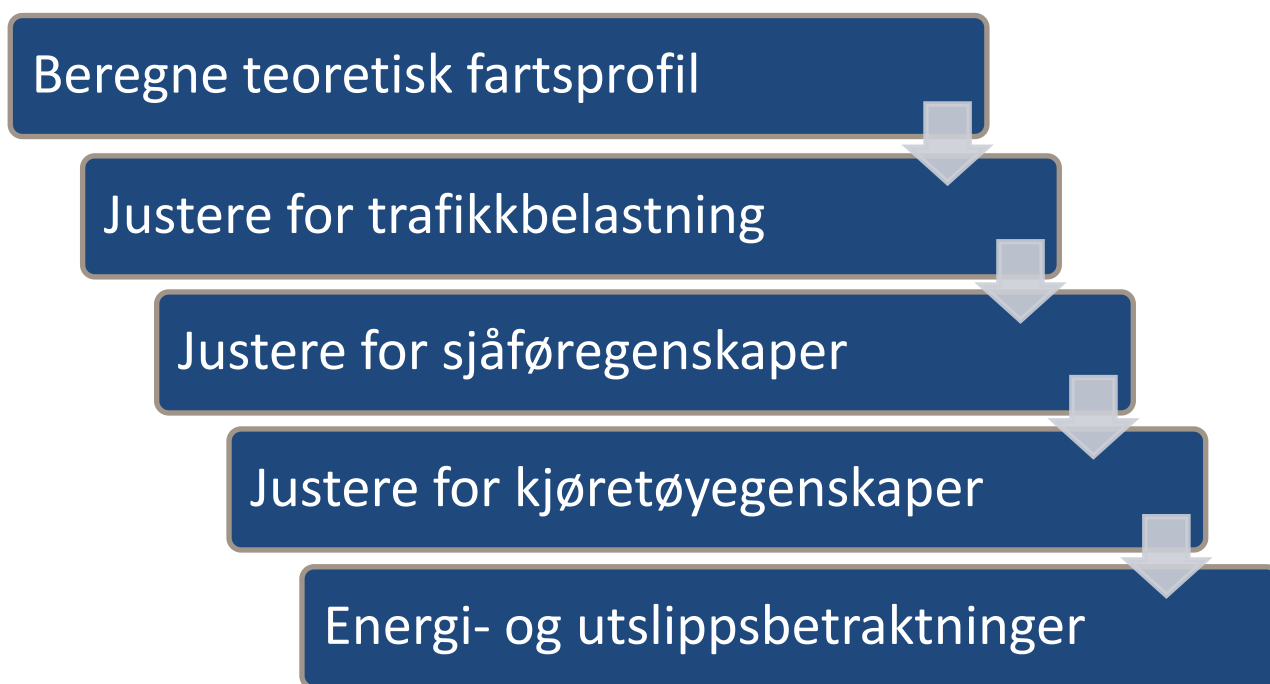 Beregne teoretisk fartsprofil
Justere for trafikkbelastning
Justere for sjåføregenskaper
Justere for kjøretøyegenskaper
Energi- og utslippsbetraktninger